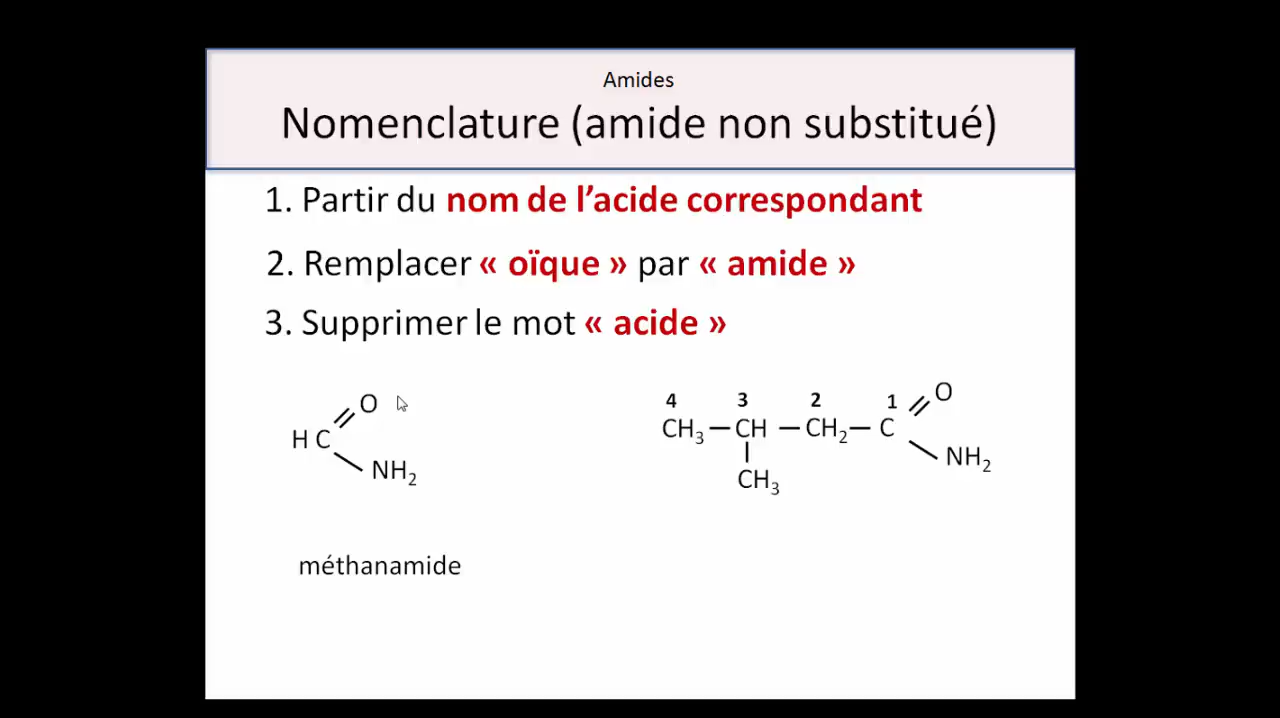 Amides
Nomenclature (amide non substitué)
1. Partir du nom de l’acide correspondant
2. Remplacer « oïque » par « amide »
3. Supprimer le mot « acide »
O
H C
NH2
4 3 2 1 O
CH3 CH CH2 C
NH2
CH3
méthanamide